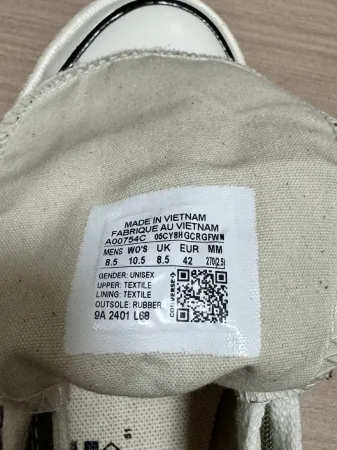 MADE IN VIETNAM
FABRIQUE AU VIETNAM
A00754C 05CY8HGCRGFWN
MENS WO'S UK EUR MM
8.5 10.5 8.5 42 270(2.5)
GENDER: UNISEX
UPPER: TEXTILE
LINING: TEXTILE
OUTSOLE: RUBBER
9A 2401 L68
CONVERSE